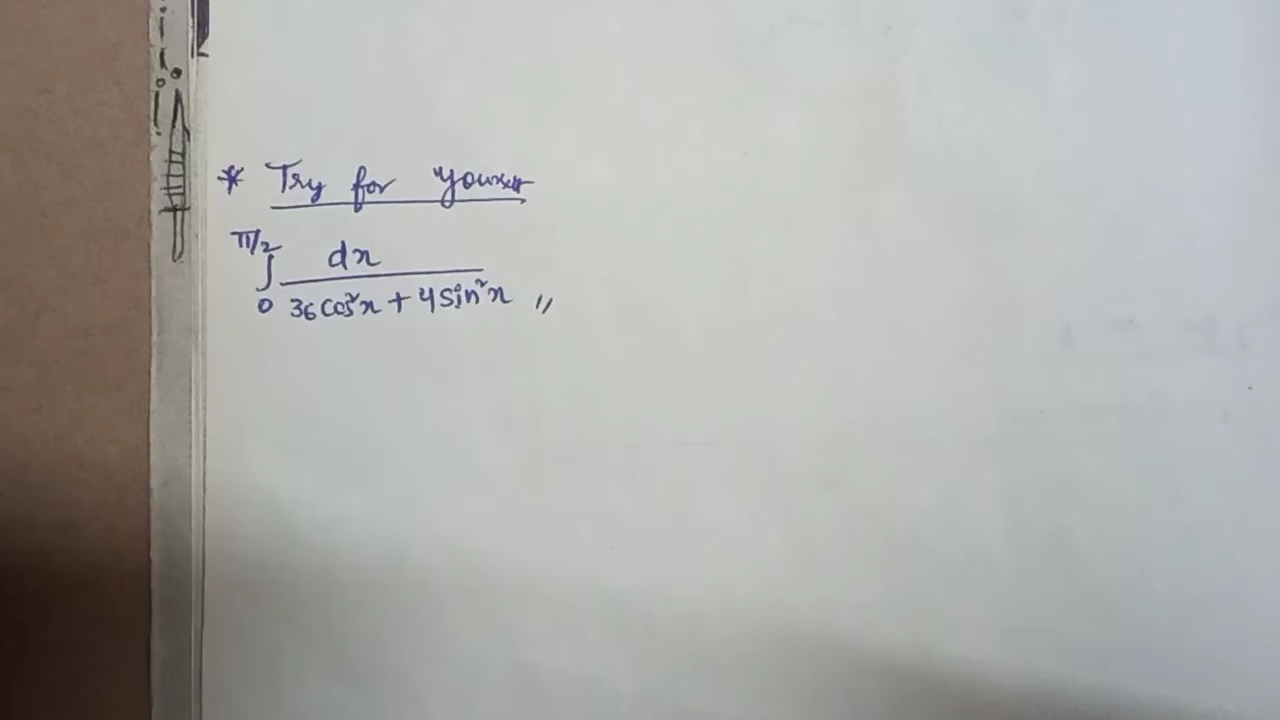 * Try for yourself
π/2
∫ dx
0 36cos²x + 4sin²x //